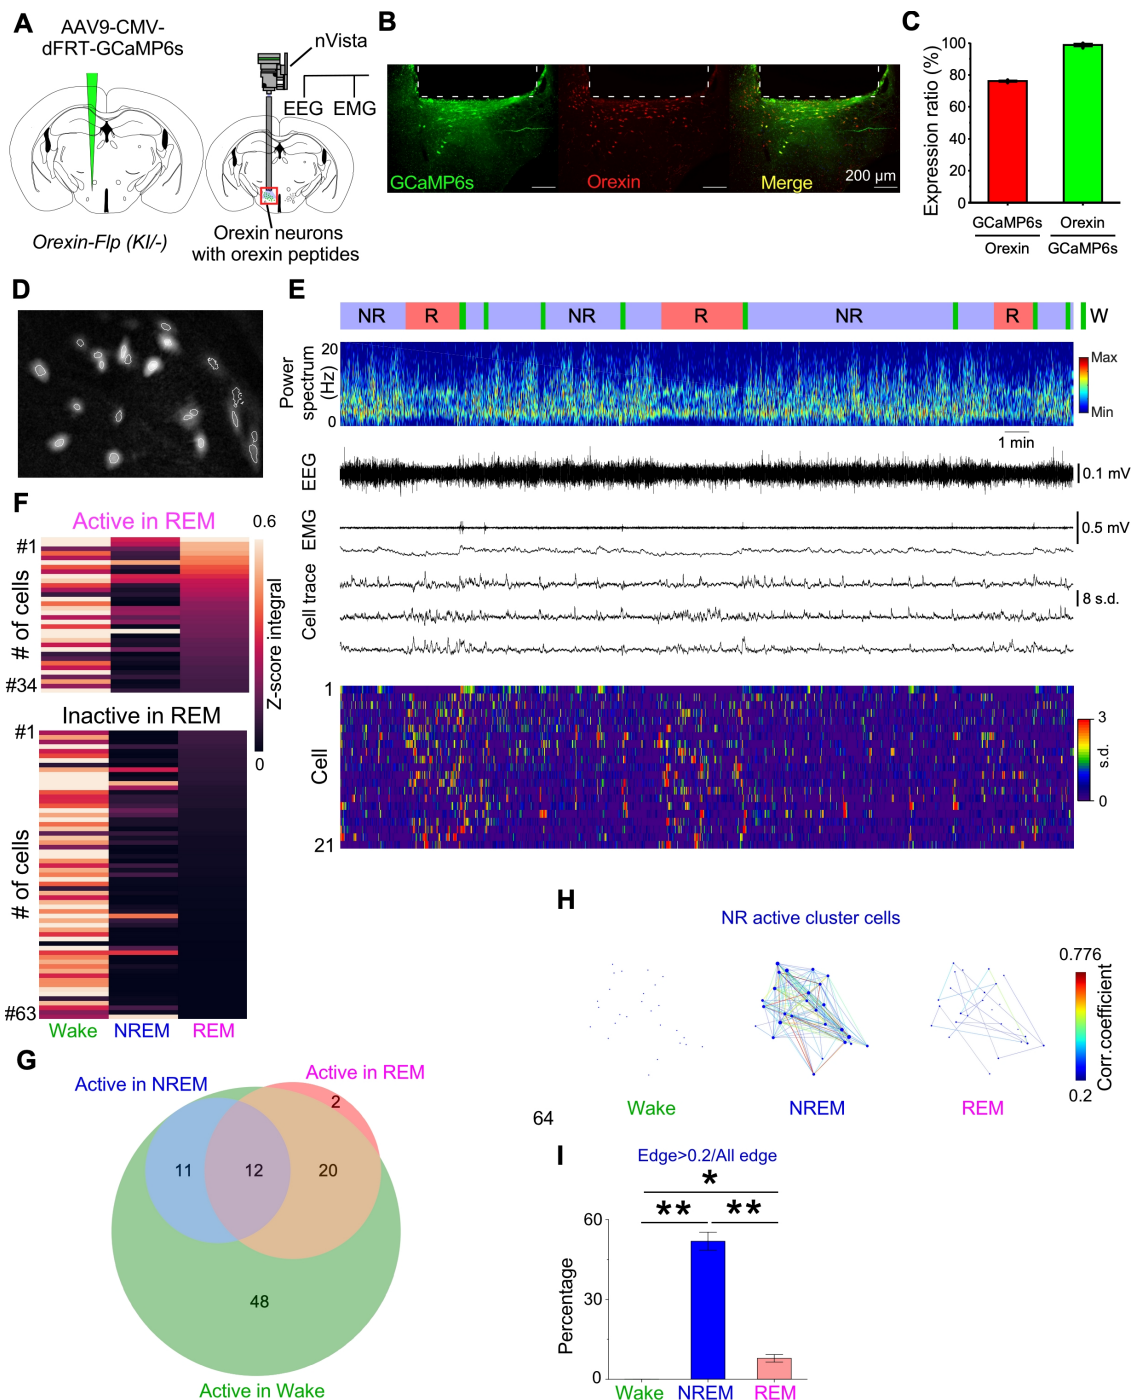 A
AAV9-CMV-
dFRT-GCaMP6s
nVista
EEG
EMG
Orexin-Flp (KI/-)
Orexin neurons
with orexin peptides
B
GCaMP6s
Orexin
Merge
200 µm
C
Expression ratio (%)
100
80
60
40
20
0
GCaMP6s
Orexin
Orexin
GCaMP6s
D
E
NR
R
NR
R
NR
R
W
Power
spectrum
(Hz)
20
0
Max
Min
1 min
EEG
0.1 mV
EMG
0.5 mV
Cell trace
8 s.d.
Cell
1
21
3
s.d.
0
F
Active in REM
#1
# of cells
#34
0.6
Z-score integral
0
Inactive in REM
#1
# of cells
#63
Wake
NREM
REM
G
Active in NREM
Active in REM
2
11
12
20
48
Active in Wake
64
H
NR active cluster cells
Wake
NREM
REM
0.776
Corr.coefficient
0.2
I
Edge>0.2/All edge
*
**
**
Percentage
60
30
0
Wake
NREM
REM